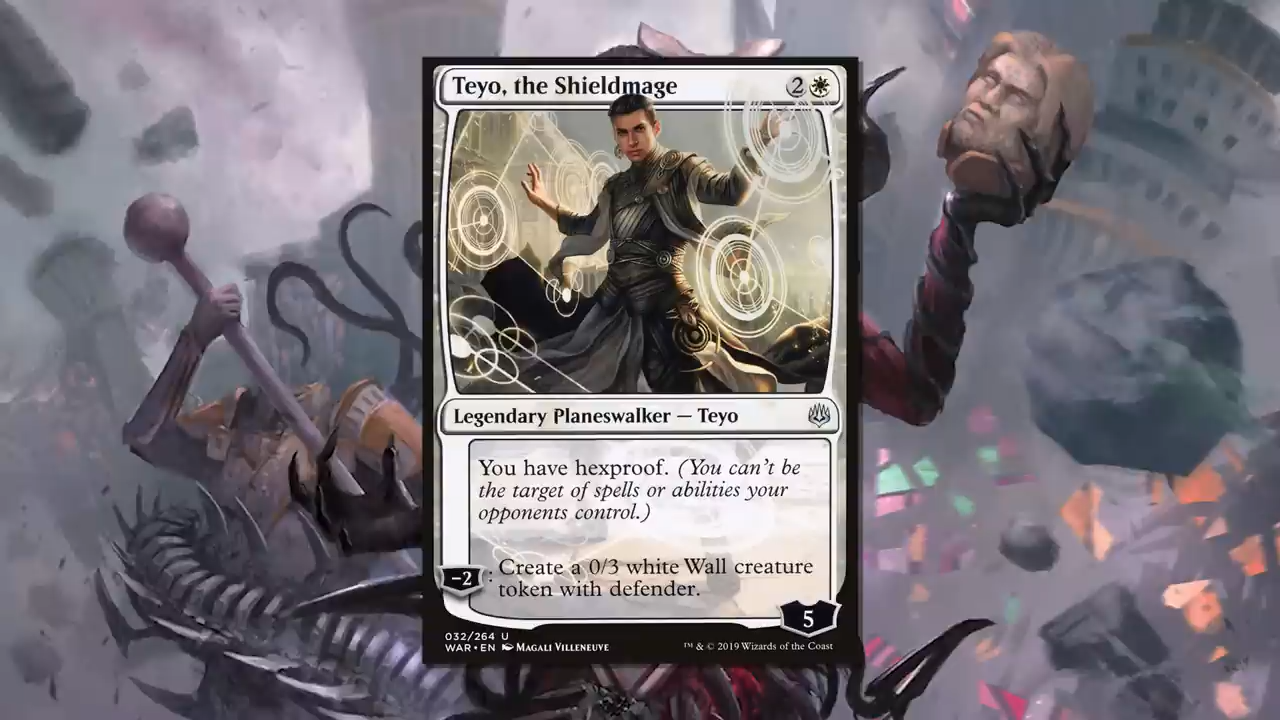 Teyo, the Shieldmage 2
Legendary Planeswalker — Teyo
You have hexproof. (You can't be
the target of spells or abilities your
opponents control.)
−2 : Create a 0/3 white Wall creature
token with defender.
5
032/264 U
WAR • EN Magali Villeneuve ™ & © 2019 Wizards of the Coast